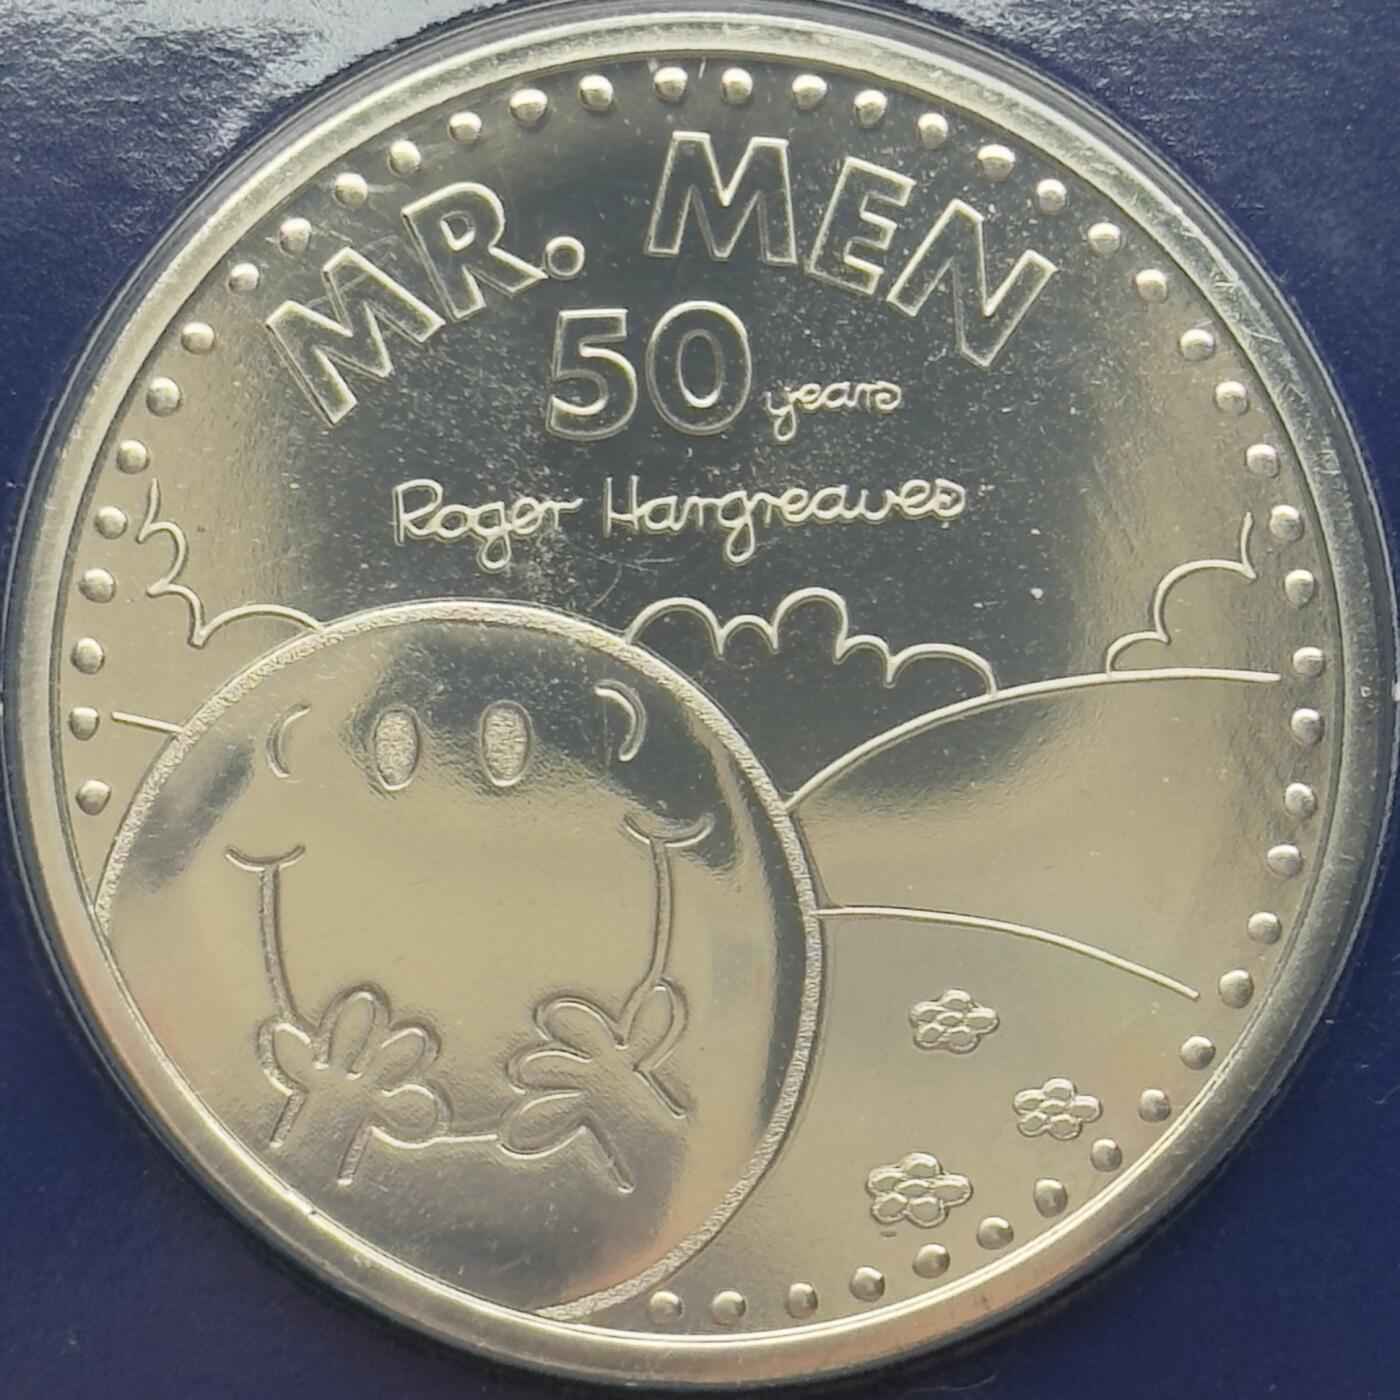 MR. MEN
50 years
Roger Hargreaves